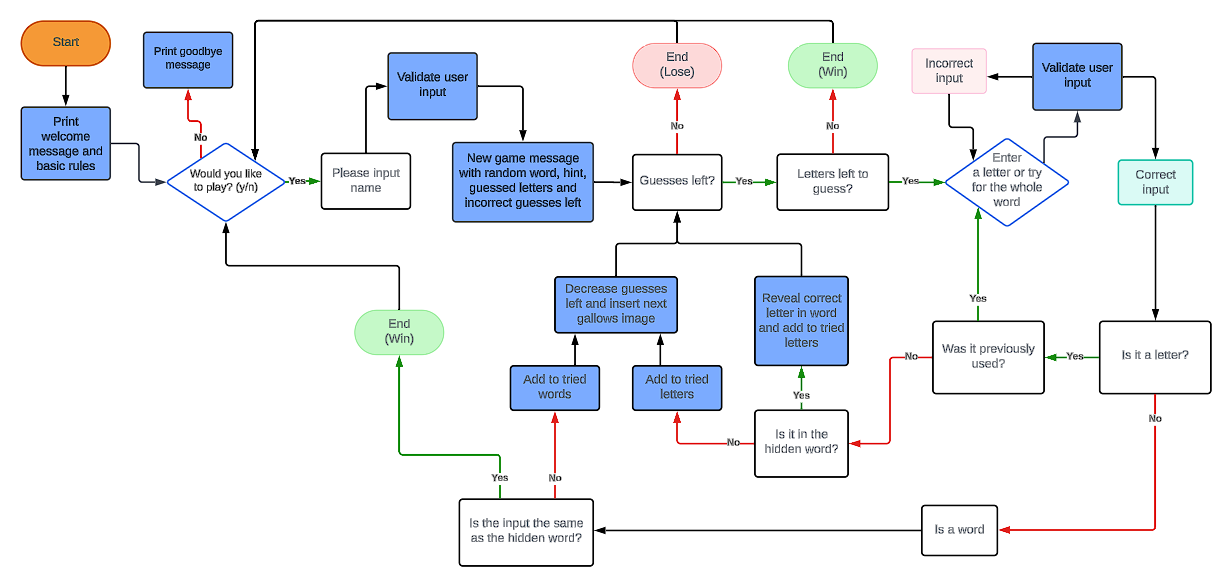 Start
Print
welcome
message and
basic rules
Print goodbye
message
No
Would you like
to play? (y/n)
Yes
Please input
name
Validate user
input
New game message
with random word, hint,
guessed letters and
incorrect guesses left
End
(Lose)
No
Guesses left?
Yes
End
(Win)
No
Letters left to
guess?
Yes
Incorrect
input
Validate user
input
Enter
a letter or try
for the whole
word
Correct
input
Yes
Is it a letter?
Yes
Was it previously
used?
No
No
Decrease guesses
left and insert next
gallows image
Reveal correct
letter in word
and add to tried
letters
End
(Win)
Add to tried
words
Add to tried
letters
Yes
Is it in the
hidden word?
No
Yes
No
Is the input the same
as the hidden word?
Is a word